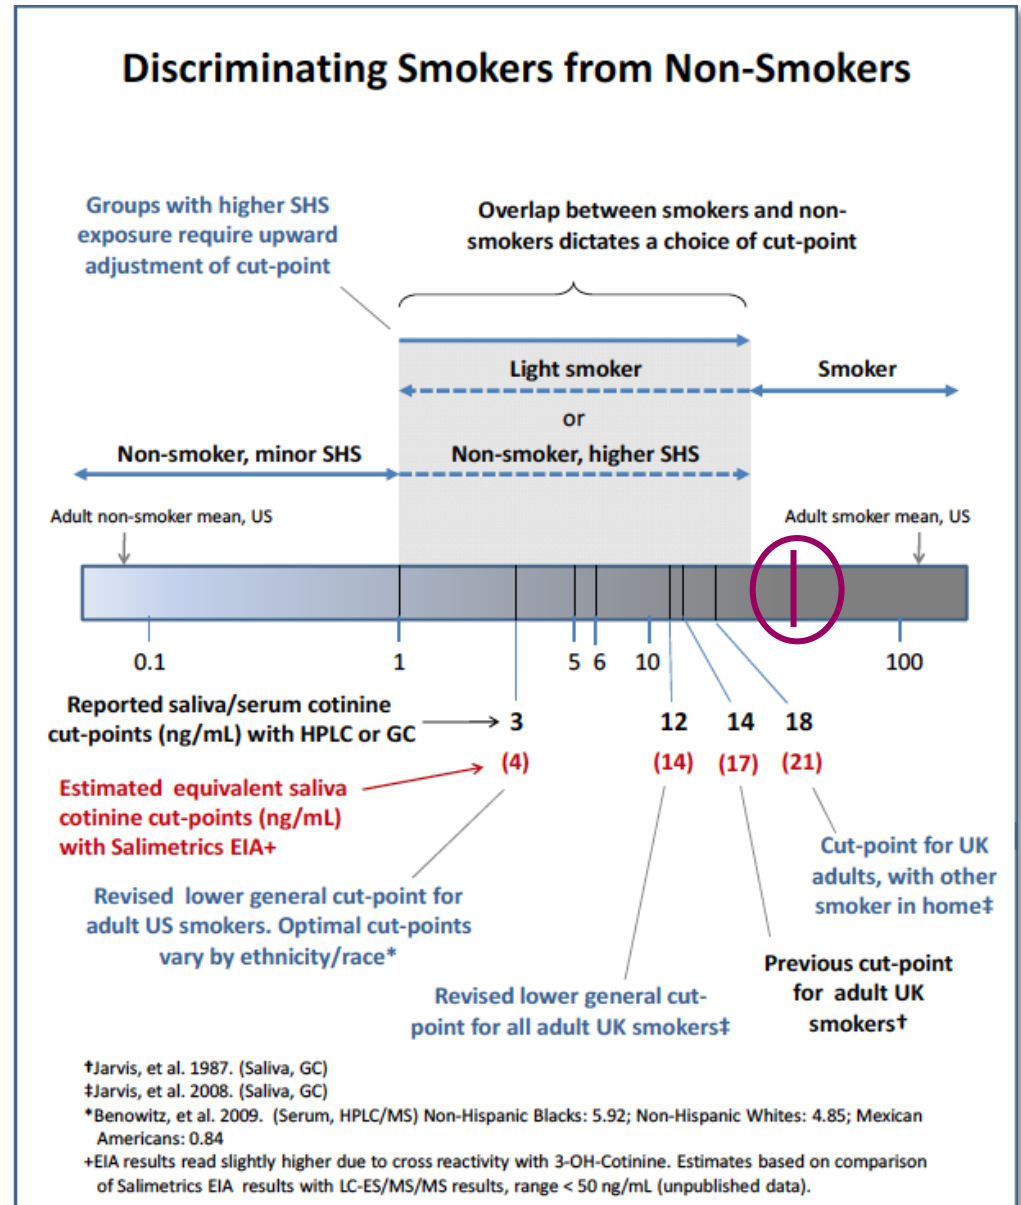 Discriminating Smokers from Non-Smokers
Groups with higher SHS
exposure require upward
adjustment of cut-point
Overlap between smokers and non-
smokers dictates a choice of cut-point
Light smoker
Smoker
or
Non-smoker, minor SHS
Non-smoker, higher SHS
Adult non-smoker mean, US
Adult smoker mean, US
0.1
1
5
6
10
100
Reported saliva/serum cotinine
cut-points (ng/mL) with HPLC or GC
3
12
14
18
(4)
(14)
(17)
(21)
Estimated equivalent saliva
cotinine cut-points (ng/mL)
with Salimetrics EIA+
Revised lower general cut-point for
adult US smokers. Optimal cut-points
vary by ethnicity/race*
Cut-point for UK
adults, with other
smoker in home‡
Revised lower general cut-
point for all adult UK smokers‡
Previous cut-point
for adult UK
smokers†
†Jarvis, et al. 1987. (Saliva, GC)
‡Jarvis, et al. 2008. (Saliva, GC)
*Benowitz, et al. 2009. (Serum, HPLC/MS) Non-Hispanic Blacks: 5.92; Non-Hispanic Whites: 4.85; Mexican
Americans: 0.84
+EIA results read slightly higher due to cross reactivity with 3-OH-Cotinine. Estimates based on comparison
of Salimetrics EIA results with LC-ES/MS/MS results, range < 50 ng/mL (unpublished data).